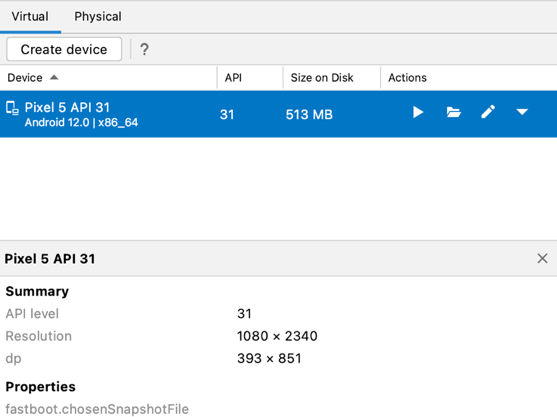 Virtual Physical
Create device ?
Device API Size on Disk Actions
Pixel 5 API 31
Android 12.0 | x86_64
31 513 MB
Pixel 5 API 31
Summary
API level 31
Resolution 1080 × 2340
dp 393 × 851
Properties
fastboot.chosenSnapshotFile